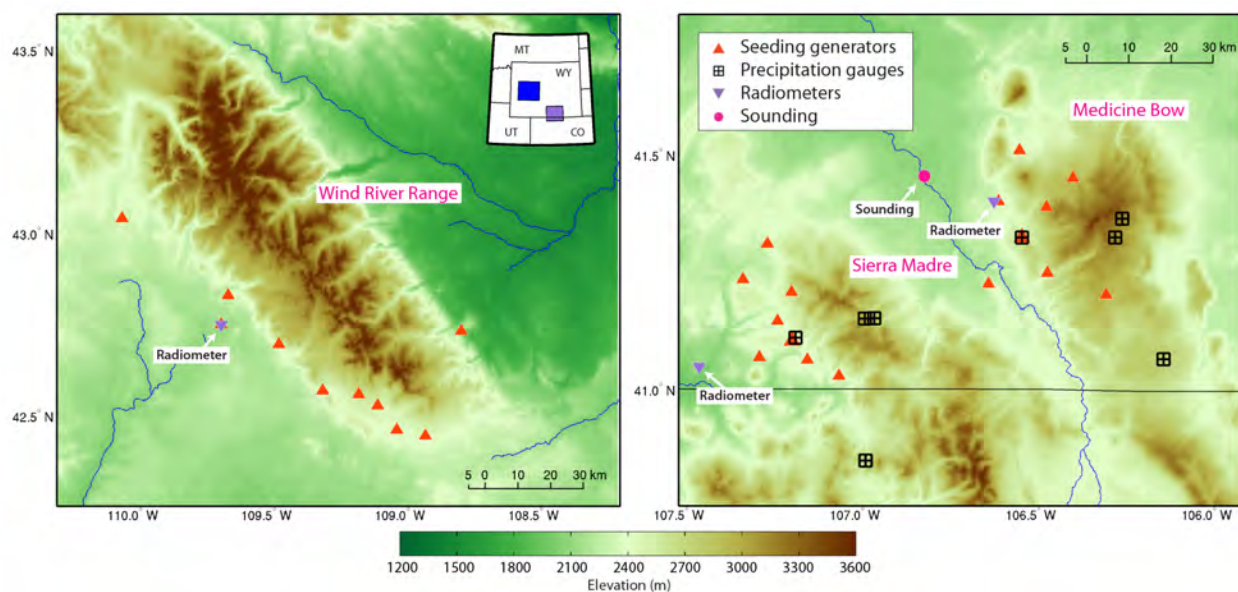 43.5° N
43.0° N
42.5° N
110.0° W
109.5° W
109.0° W
108.5° W
MT
WY
UT
CO
Wind River Range
Radiometer
5 0 10 20 30 km
Seeding generators
Precipitation gauges
Radiometers
Sounding
5 0 10 20 30 km
Medicine Bow
41.5° N
Sounding
Radiometer
Sierra Madre
41.0° N
Radiometer
107.5° W
107.0° W
106.5° W
106.0° W
1200 1500 1800 2100 2400 2700 3000 3300 3600
Elevation (m)